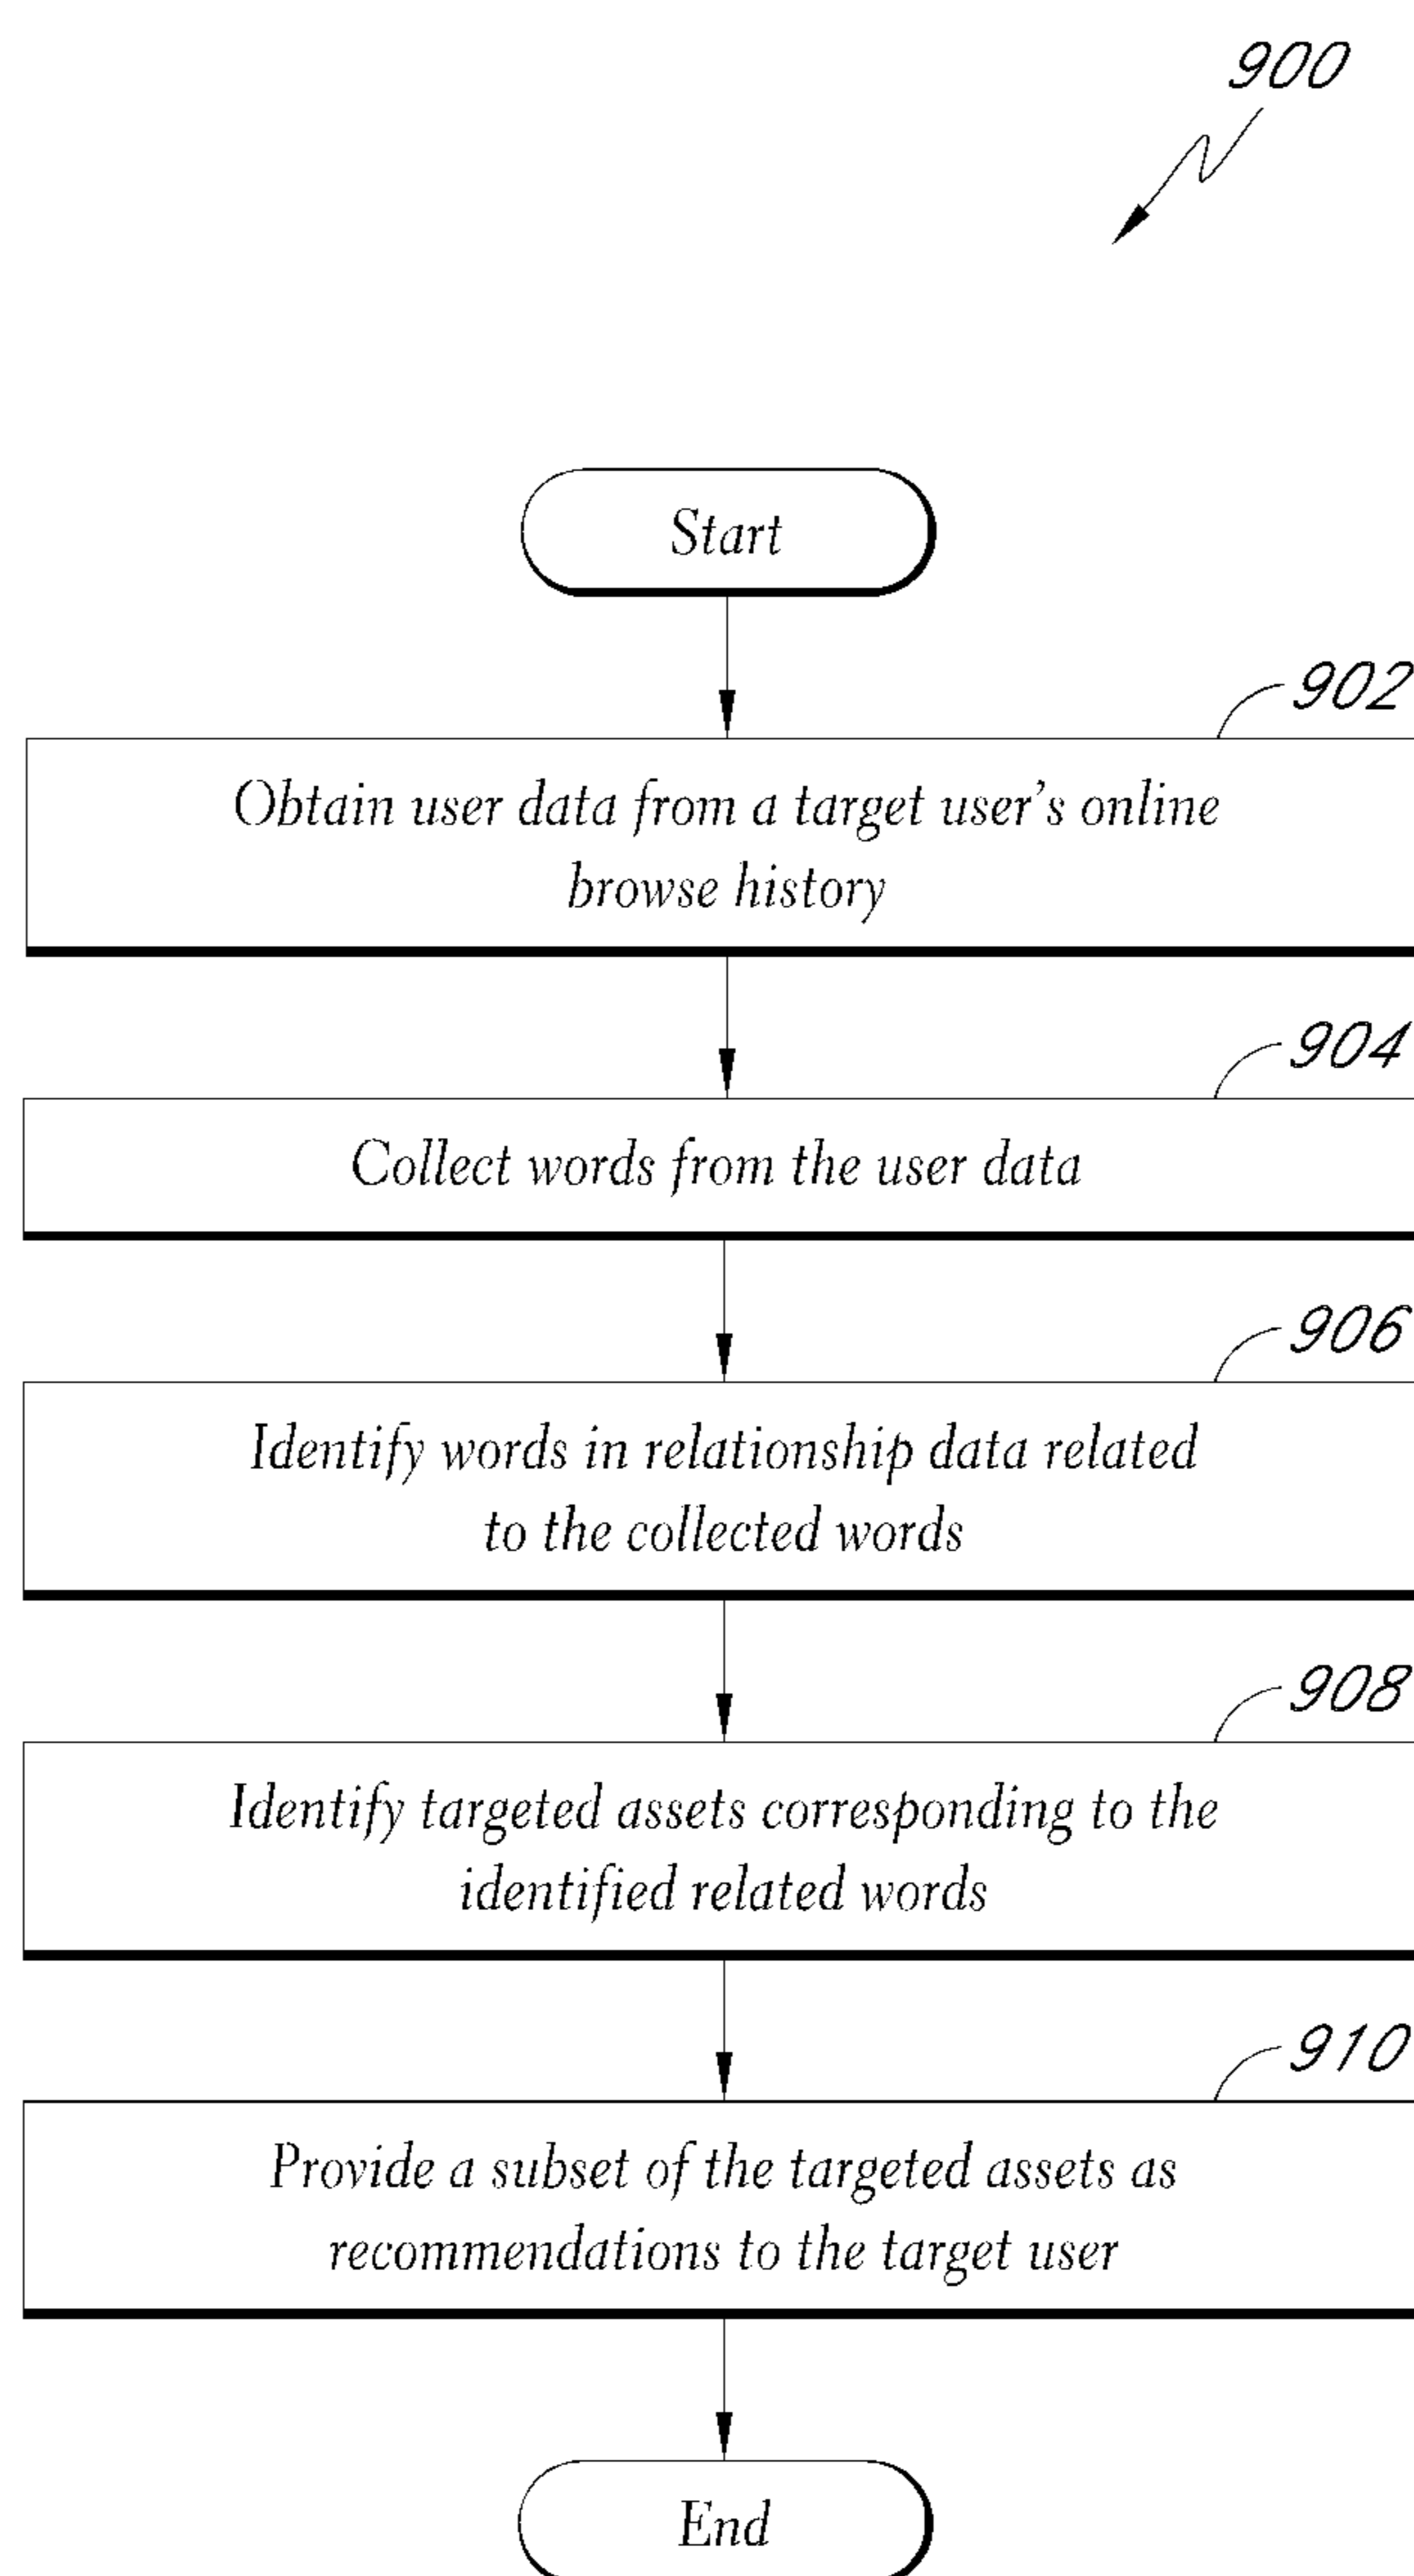 900
Start
902
Obtain user data from a target user's online
browse history
904
Collect words from the user data
906
Identify words in relationship data related
to the collected words
908
Identify targeted assets corresponding to the
identified related words
910
Provide a subset of the targeted assets as
recommendations to the target user
End